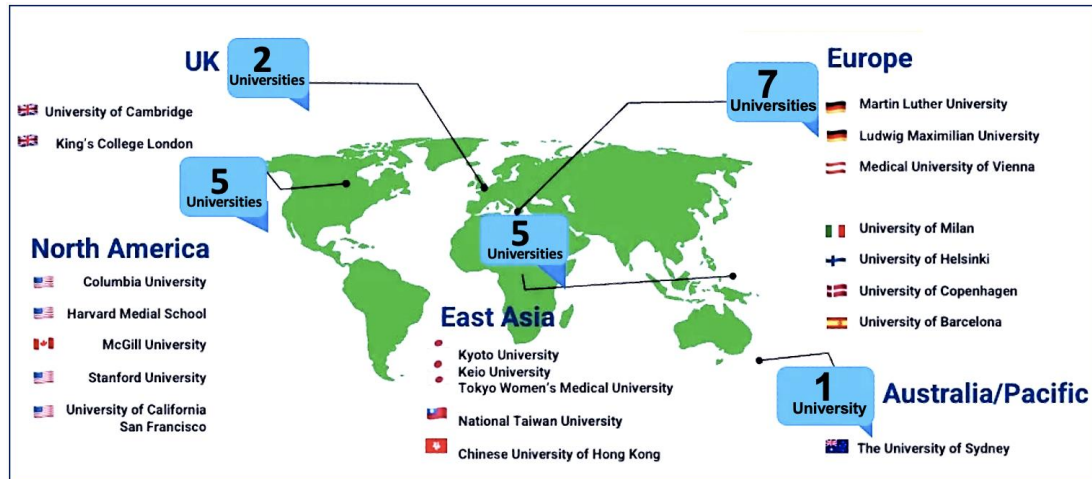 UK
2
Universities
University of Cambridge
King's College London
5
Universities
North America
Columbia University
Harvard Medial School
McGill University
Stanford University
University of California
San Francisco
5
Universities
East Asia
Kyoto University
Keio University
Tokyo Women's Medical University
National Taiwan University
Chinese University of Hong Kong
7
Universities
Europe
Martin Luther University
Ludwig Maximilian University
Medical University of Vienna
University of Milan
University of Helsinki
University of Copenhagen
University of Barcelona
1
University
Australia/Pacific
The University of Sydney